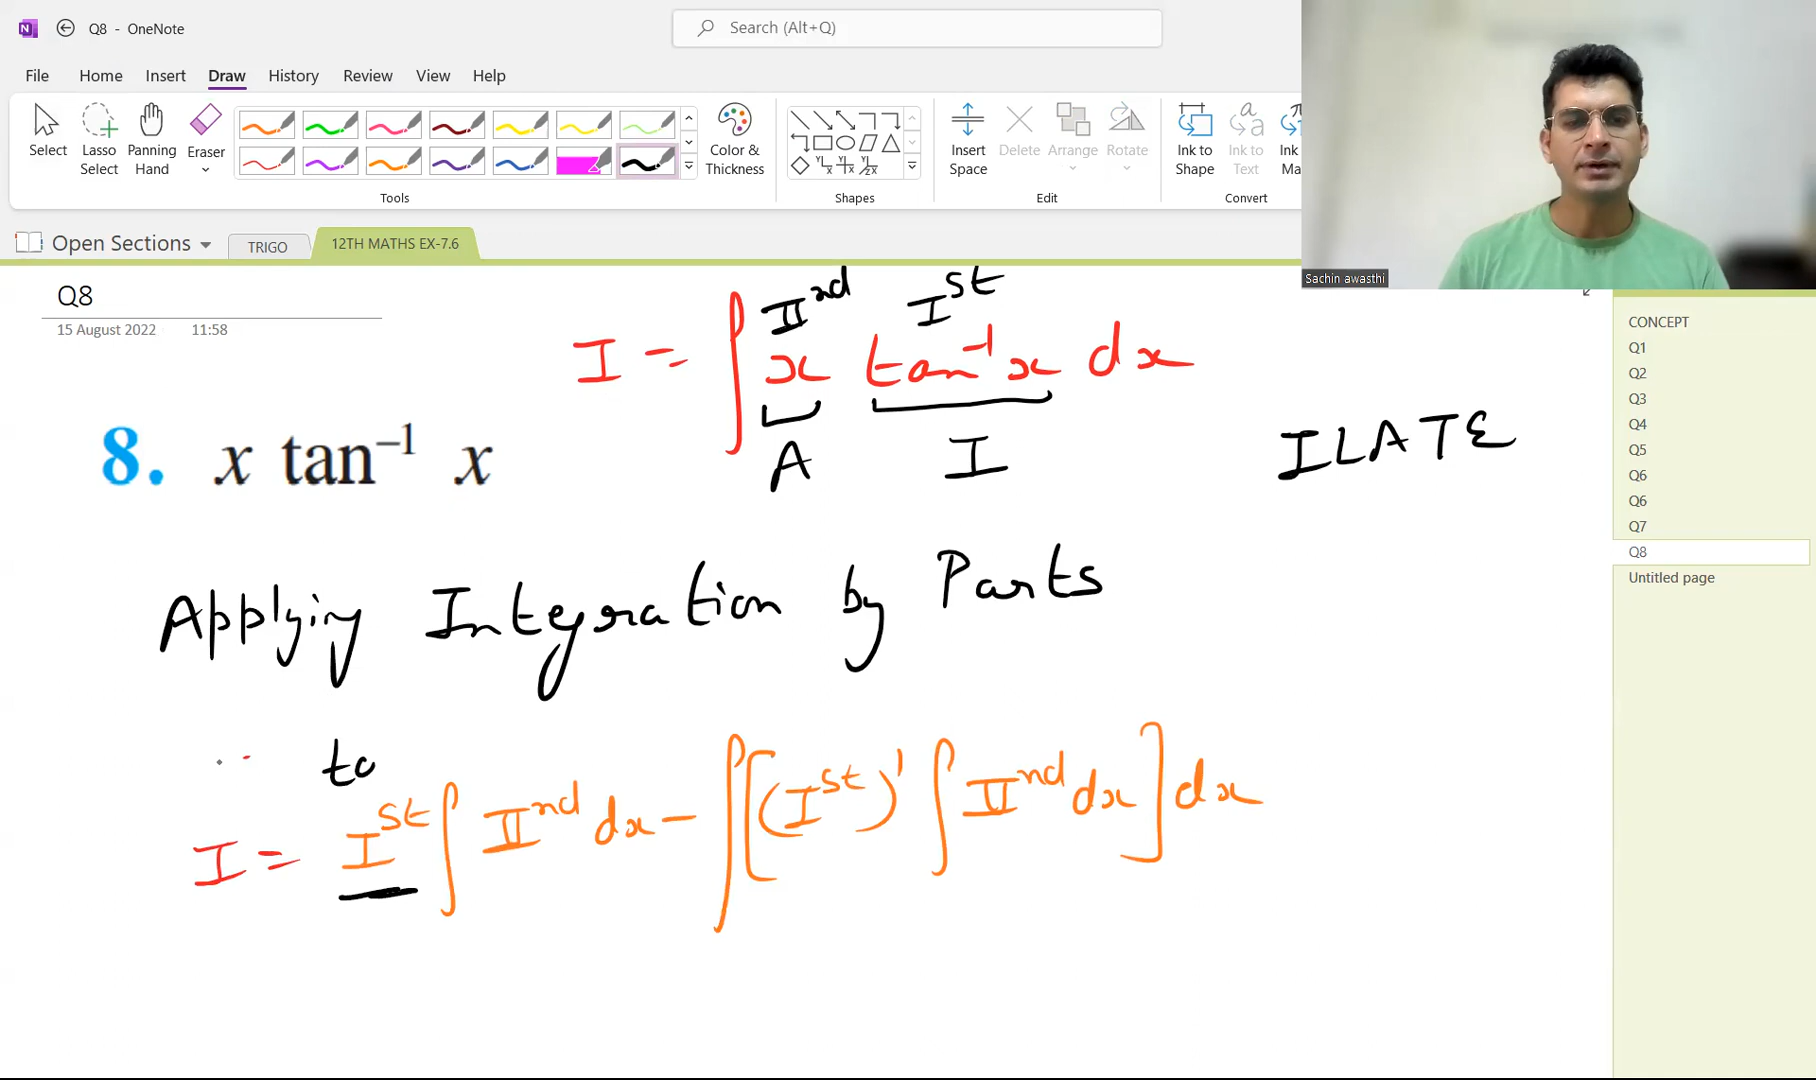 Q8 - OneNote
Search (Alt+Q)
File Home Insert Draw History Review View Help
Select
Lasso Select
Panning Hand
Eraser
Color & Thickness
Insert Space
Delete
Arrange
Rotate
Ink to Shape
Ink to Text
Ink Ma
Tools Shapes Edit Convert
Open Sections TRIGO 12TH MATHS EX-7.6
Sachin awasthi
Q8
15 August 2022 11:58
IInd Ist
I = ∫ x tan⁻¹x dx
A I
ILATE
8. x tan⁻¹ x
Applying Integration by Parts
to
I = Ist ∫ IInd dx − ∫[(Ist)' ∫ IInd dx] dx
CONCEPT
Q1
Q2
Q3
Q4
Q5
Q6
Q6
Q7
Q8
Untitled page